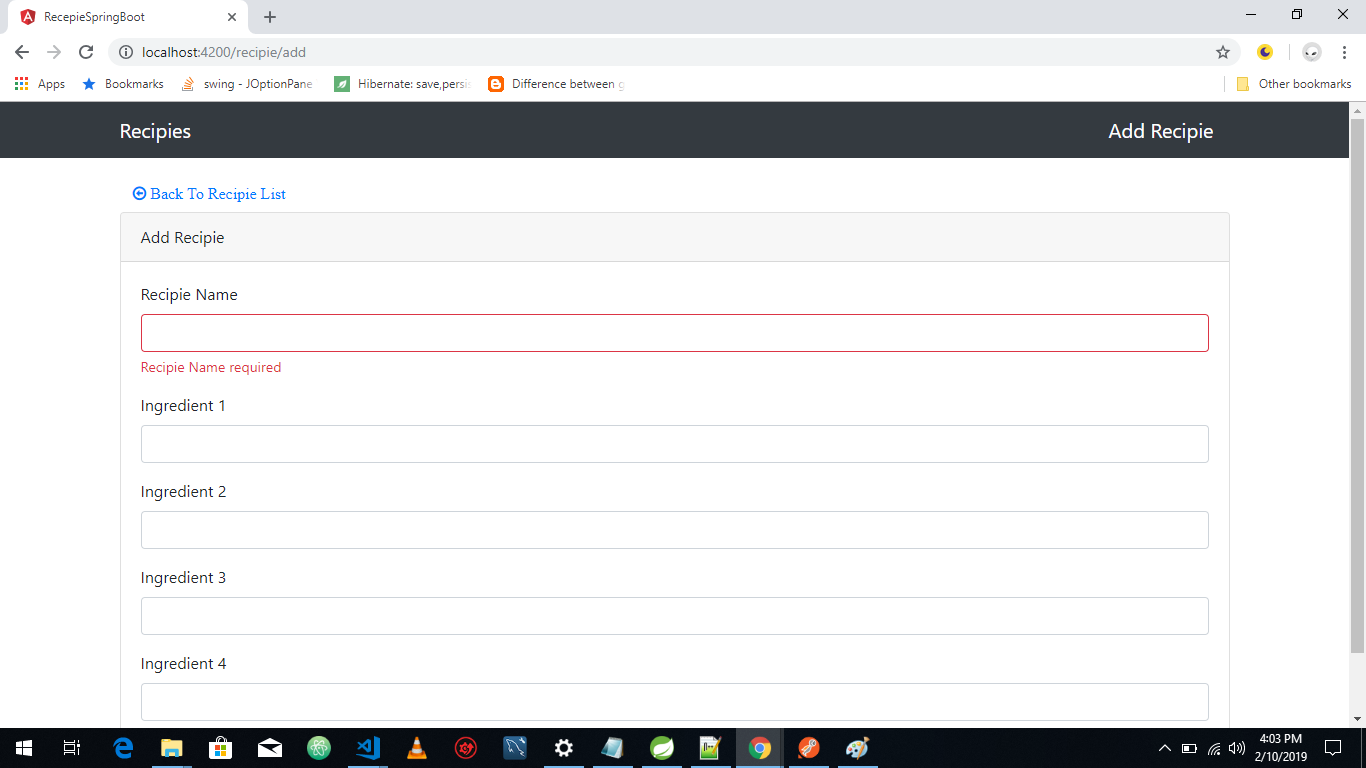 RecepieSpringBoot
localhost:4200/recipie/add
Apps Bookmarks swing - JOptionPane Hibernate: save,persis Difference between g Other bookmarks
Recipies Add Recipie
Back To Recipie List
Add Recipie
Recipie Name
Recipie Name required
Ingredient 1
Ingredient 2
Ingredient 3
Ingredient 4
4:03 PM
2/10/2019